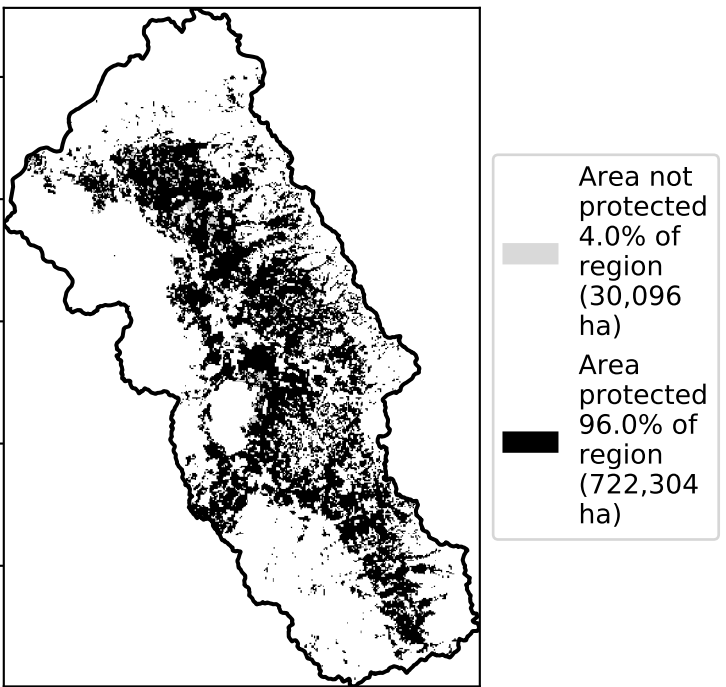 Area not
protected
4.0% of
region
(30,096
ha)
Area
protected
96.0% of
region
(722,304
ha)